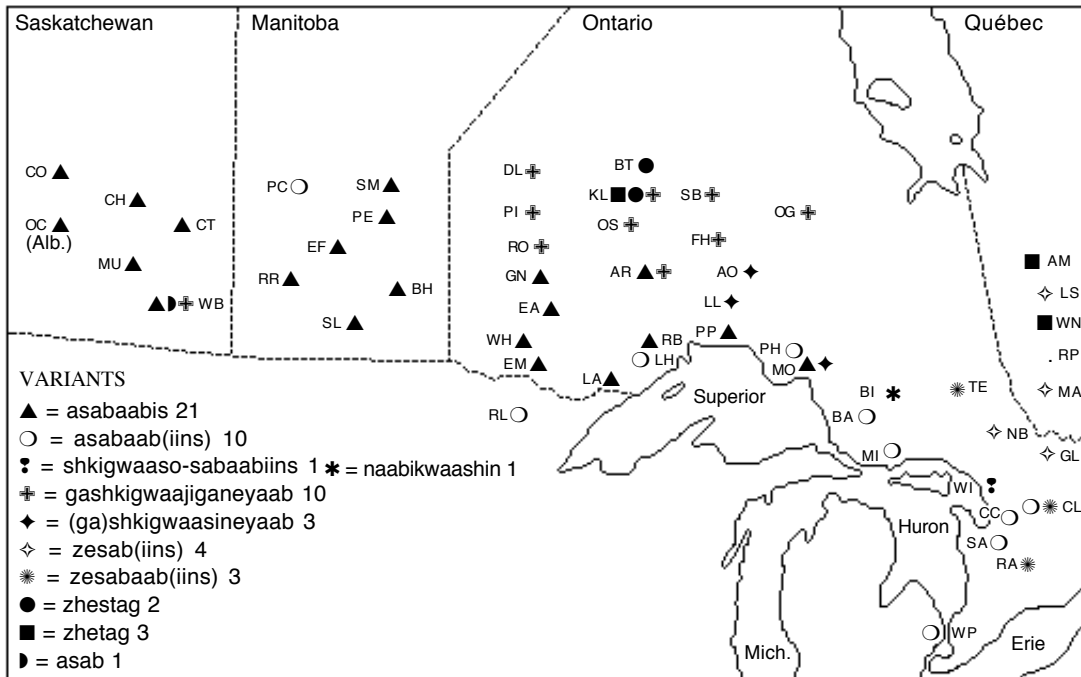 Saskatchewan Manitoba Ontario Québec
CO
CH
OC
(Alb.)
CT
MU
WB
PC
SM
PE
EF
RR
BH
SL
DL
BT
KL
SB
PI
OS
OG
RO
FH
GN
AR
AO
EA
LL
WH
RB
PP
EM
LH
PH
MO
LA
RL
Superior
BI
TE
BA
MI
AM
LS
WN
RP
MA
NB
GL
WI
CC
CL
Huron
SA
RA
WP
Mich.
Erie
VARIANTS
▲ = asabaabis 21
❍ = asabaab(iins) 10
❢ = shkigwaaso-sabaabiins 1 ✱ = naabikwaashin 1
✙ = gashkigwaajiganeyaab 10
✦ = (ga)shkigwaasineyaab 3
✧ = zesab(iins) 4
✺ = zesabaab(iins) 3
● = zhestag 2
■ = zhetag 3
◗ = asab 1